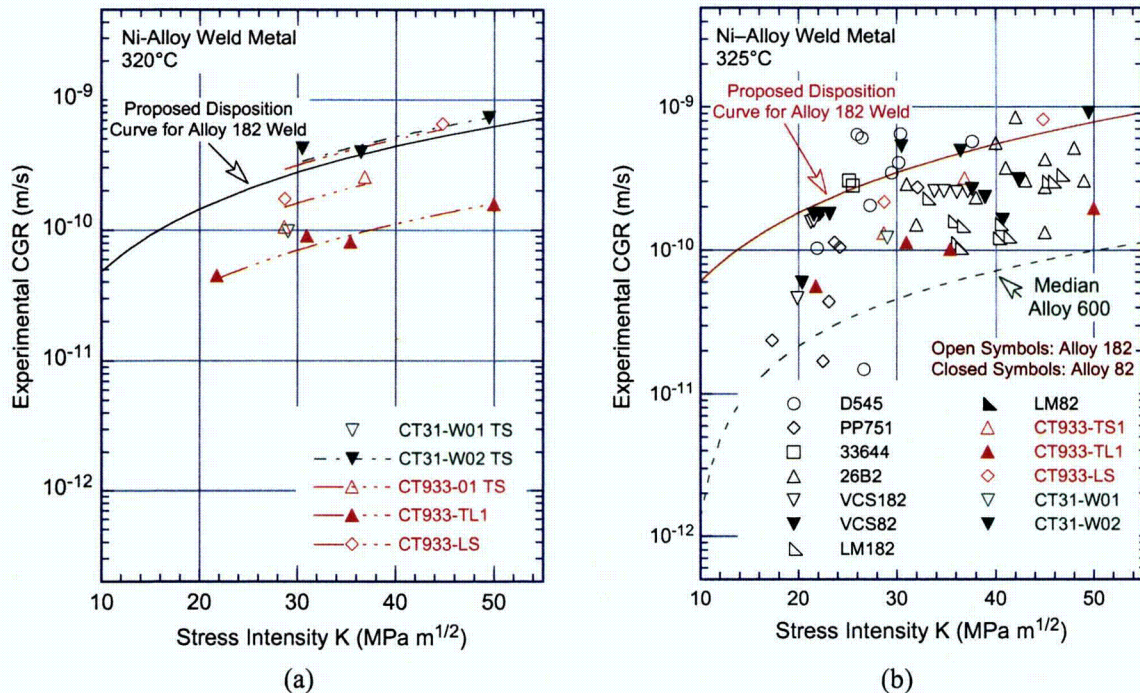 Ni-Alloy Weld Metal
320°C
Proposed Disposition
Curve for Alloy 182 Weld
10-9
10-10
10-11
10-12
Experimental CGR (m/s)
CT31-W01 TS
CT31-W02 TS
CT933-01 TS
CT933-TL1
CT933-LS
10 20 30 40 50
Stress Intensity K (MPa m1/2)
(a)
Ni–Alloy Weld Metal
325°C
Proposed Disposition
Curve for Alloy 182 Weld
10-9
10-10
10-11
10-12
Experimental CGR (m/s)
Median
Alloy 600
Open Symbols: Alloy 182
Closed Symbols: Alloy 82
D545
PP751
33644
26B2
VCS182
VCS82
LM182
LM82
CT933-TS1
CT933-TL1
CT933-LS
CT31-W01
CT31-W02
10 20 30 40 50
Stress Intensity K (MPa m1/2)
(b)